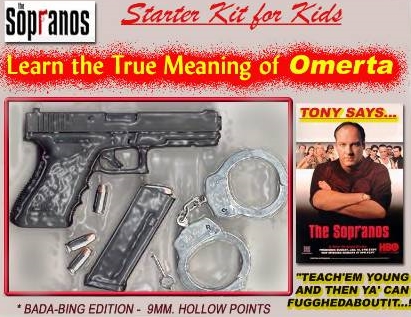 the
Sopranos
Starter Kit for Kids
Learn the True Meaning of Omerta
TONY SAYS...
The Sopranos
HBO
"TEACH'EM YOUNG
AND THEN YA' CAN
FUGGHEDABOUTIT...!
* BADA-BING EDITION - 9MM. HOLLOW POINTS